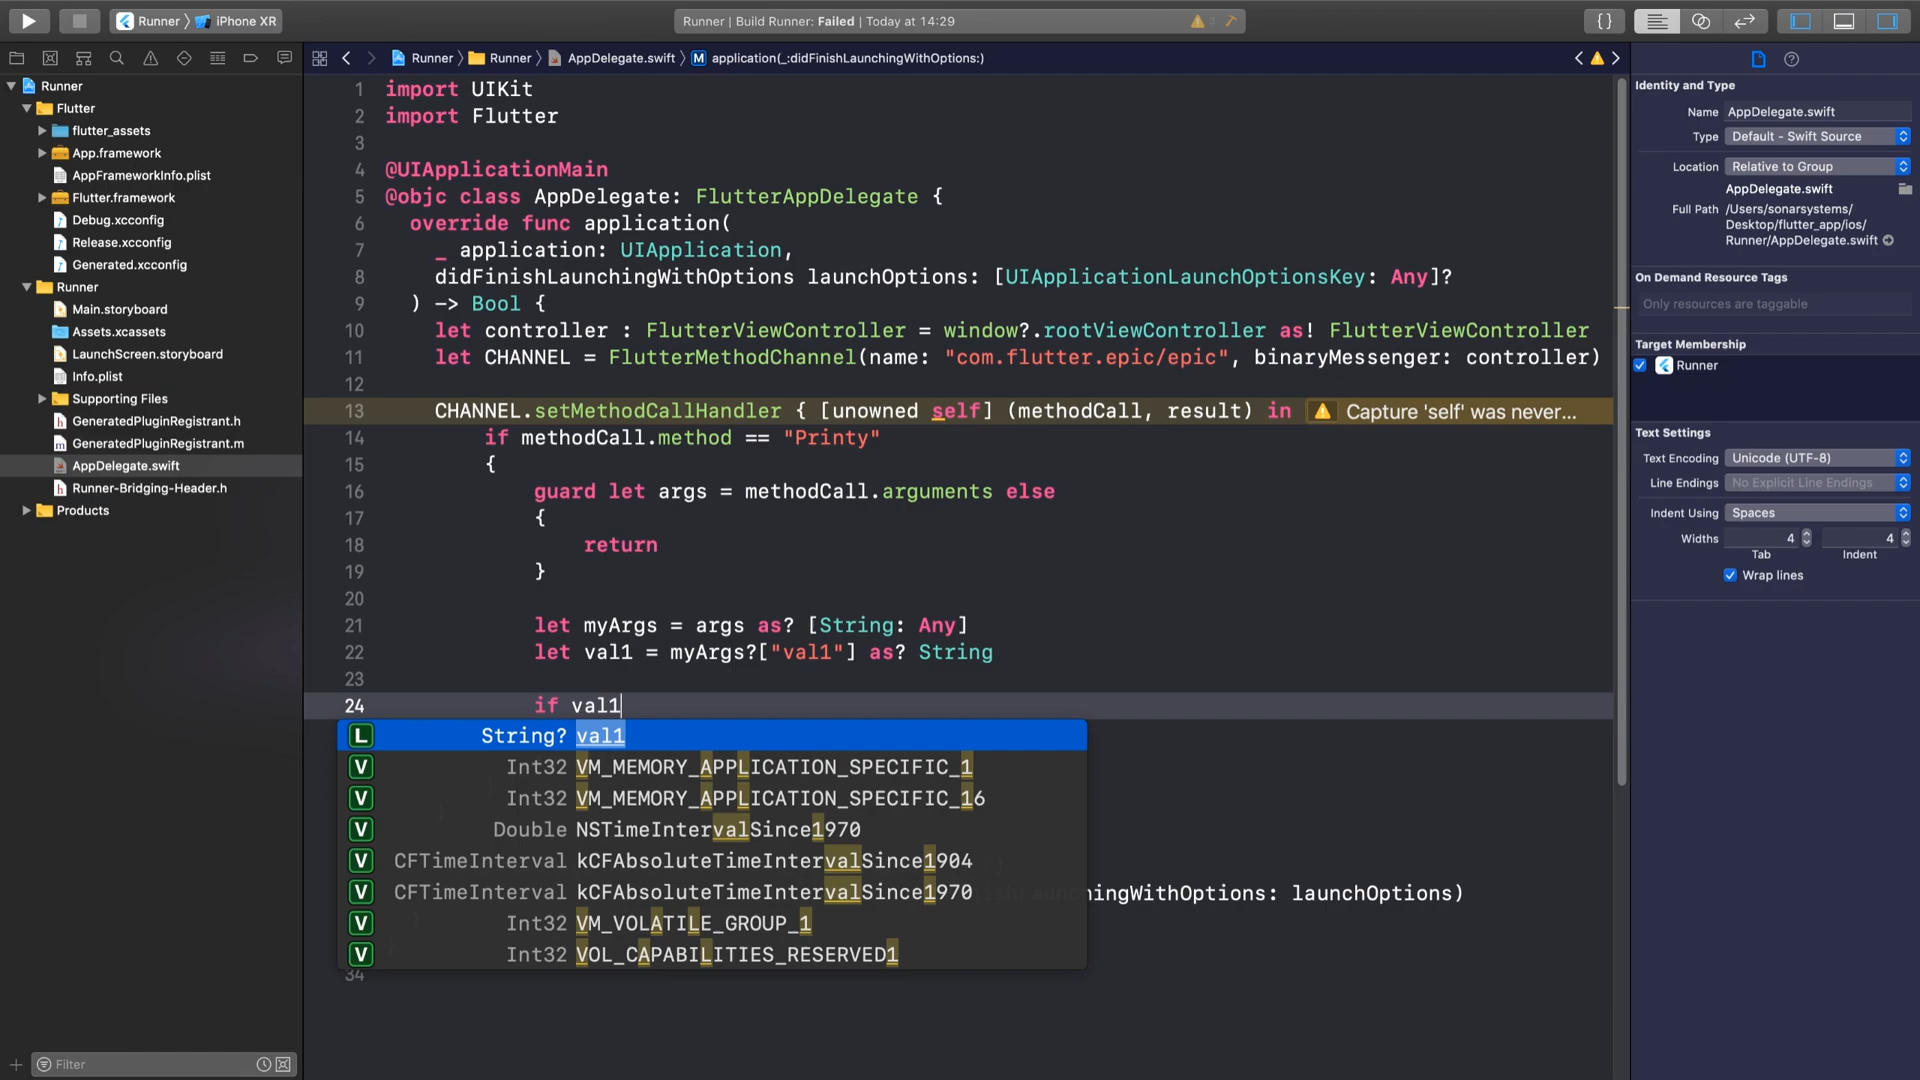 Runner › iPhone XR
Runner | Build Runner: Failed | Today at 14:29
{}
Runner
Flutter
flutter_assets
App.framework
AppFrameworkInfo.plist
Flutter.framework
Debug.xcconfig
Release.xcconfig
Generated.xcconfig
Runner
Main.storyboard
Assets.xcassets
LaunchScreen.storyboard
Info.plist
Supporting Files
GeneratedPluginRegistrant.h
GeneratedPluginRegistrant.m
AppDelegate.swift
Runner-Bridging-Header.h
Products
Filter
Runner › Runner › AppDelegate.swift › M application(_:didFinishLaunchingWithOptions:)
1 import UIKit
2 import Flutter
3
4 @UIApplicationMain
5 @objc class AppDelegate: FlutterAppDelegate {
6 override func application(
7 _ application: UIApplication,
8 didFinishLaunchingWithOptions launchOptions: [UIApplicationLaunchOptionsKey: Any]?
9 ) -> Bool {
10 let controller : FlutterViewController = window?.rootViewController as! FlutterViewController
11 let CHANNEL = FlutterMethodChannel(name: "com.flutter.epic/epic", binaryMessenger: controller)
12
13 CHANNEL.setMethodCallHandler { [unowned self] (methodCall, result) in Capture 'self' was never...
14 if methodCall.method == "Printy"
15 {
16 guard let args = methodCall.arguments else
17 {
18 return
19 }
20
21 let myArgs = args as? [String: Any]
22 let val1 = myArgs?["val1"] as? String
23
24 if val1
L String? val1
V Int32 VM_MEMORY_APPLICATION_SPECIFIC_1
V Int32 VM_MEMORY_APPLICATION_SPECIFIC_16
V Double NSTimeIntervalSince1970
V CFTimeInterval kCFAbsoluteTimeIntervalSince1904
V CFTimeInterval kCFAbsoluteTimeIntervalSince1970
hingWithOptions: launchOptions)
V Int32 VM_VOLATILE_GROUP_1
V Int32 VOL_CAPABILITIES_RESERVED1
34
Identity and Type
Name AppDelegate.swift
Type Default - Swift Source
Location Relative to Group
AppDelegate.swift
Full Path /Users/sonarsystems/
Desktop/flutter_app/ios/
Runner/AppDelegate.swift
On Demand Resource Tags
Only resources are taggable
Target Membership
Runner
Text Settings
Text Encoding Unicode (UTF-8)
Line Endings No Explicit Line Endings
Indent Using Spaces
Widths 4 4
Tab Indent
Wrap lines